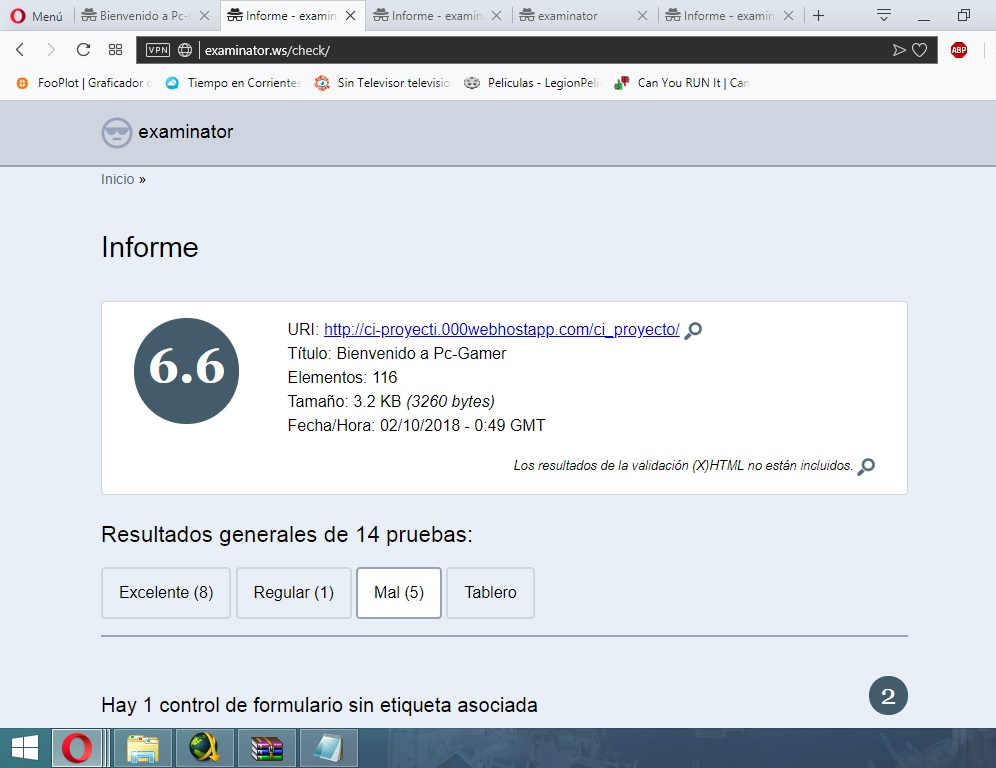 Menú
Bienvenido a Pc-
Informe - examin
Informe - examin
examinator
Informe - examin
VPN
examinator.ws/check/
ABP
FooPlot | Graficador
Tiempo en Corrientes
Sin Televisor televisio
Peliculas - LegionPeli
Can You RUN It | Can
examinator
Inicio »
Informe
6.6
URI: http://ci-proyecti.000webhostapp.com/ci_proyecto/
Título: Bienvenido a Pc-Gamer
Elementos: 116
Tamaño: 3.2 KB (3260 bytes)
Fecha/Hora: 02/10/2018 - 0:49 GMT
Los resultados de la validación (X)HTML no están incluidos.
Resultados generales de 14 pruebas:
Excelente (8)
Regular (1)
Mal (5)
Tablero
Hay 1 control de formulario sin etiqueta asociada
2